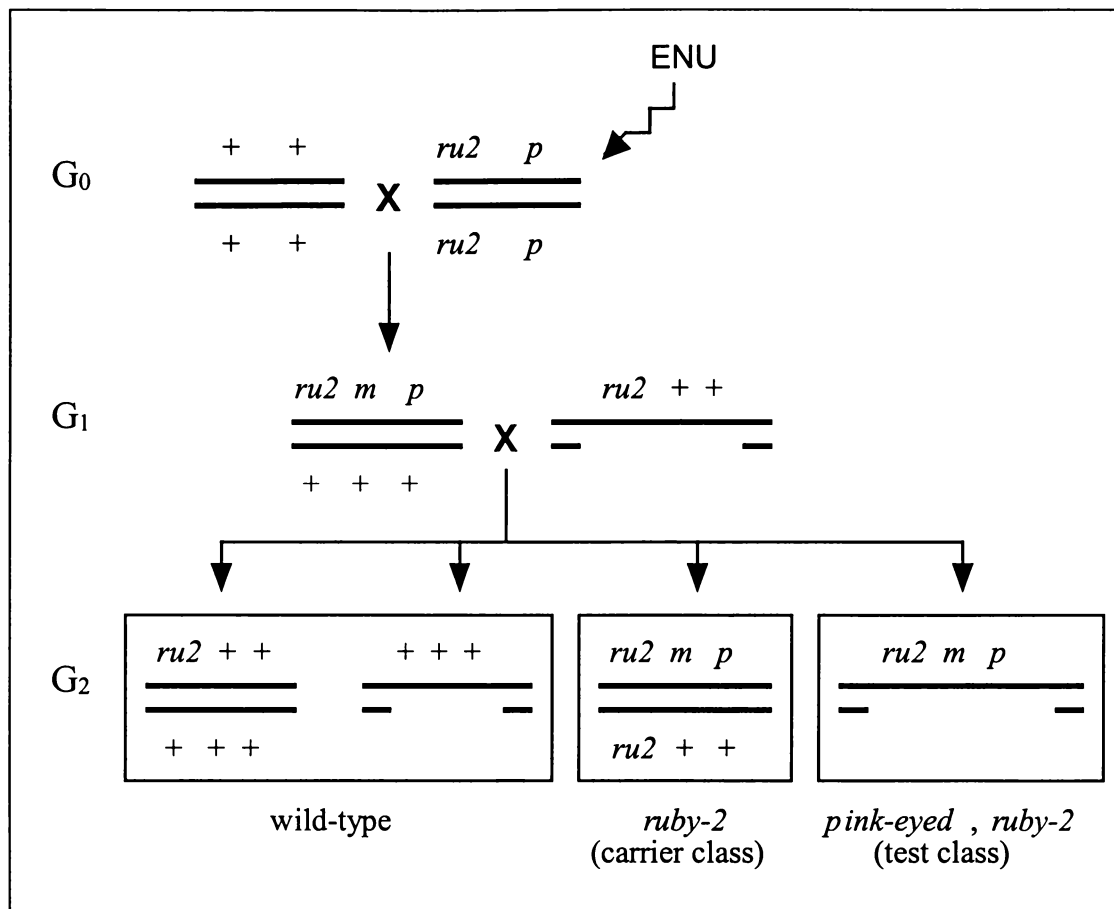 ENU
+ +
ru2 p
G0
X
+ +
ru2 p
ru2 m p
ru2 + +
G1
X
+ + +
ru2 + +
+ + +
ru2 m p
ru2 m p
G2
+ + +
ru2 + +
wild-type
ruby-2
(carrier class)
pink-eyed , ruby-2
(test class)